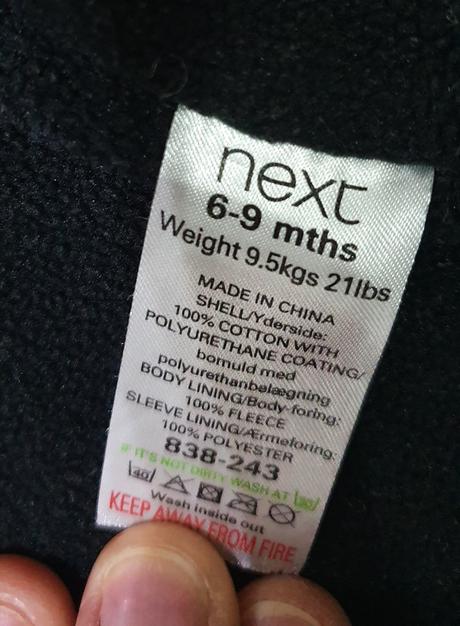 next
6-9 mths
Weight 9.5kgs 21lbs
MADE IN CHINA
SHELL/Yderside:
100% COTTON WITH
POLYURETHANE COATING/
bomuld med
polyurethanbelægning
BODY LINING/Body-foring:
100% FLEECE
SLEEVE LINING/Ærmeforing:
100% POLYESTER
838-243
IF IT'S NOT DIRTY WASH AT 30/
40/
Wash inside out
KEEP AWAY FROM FIRE